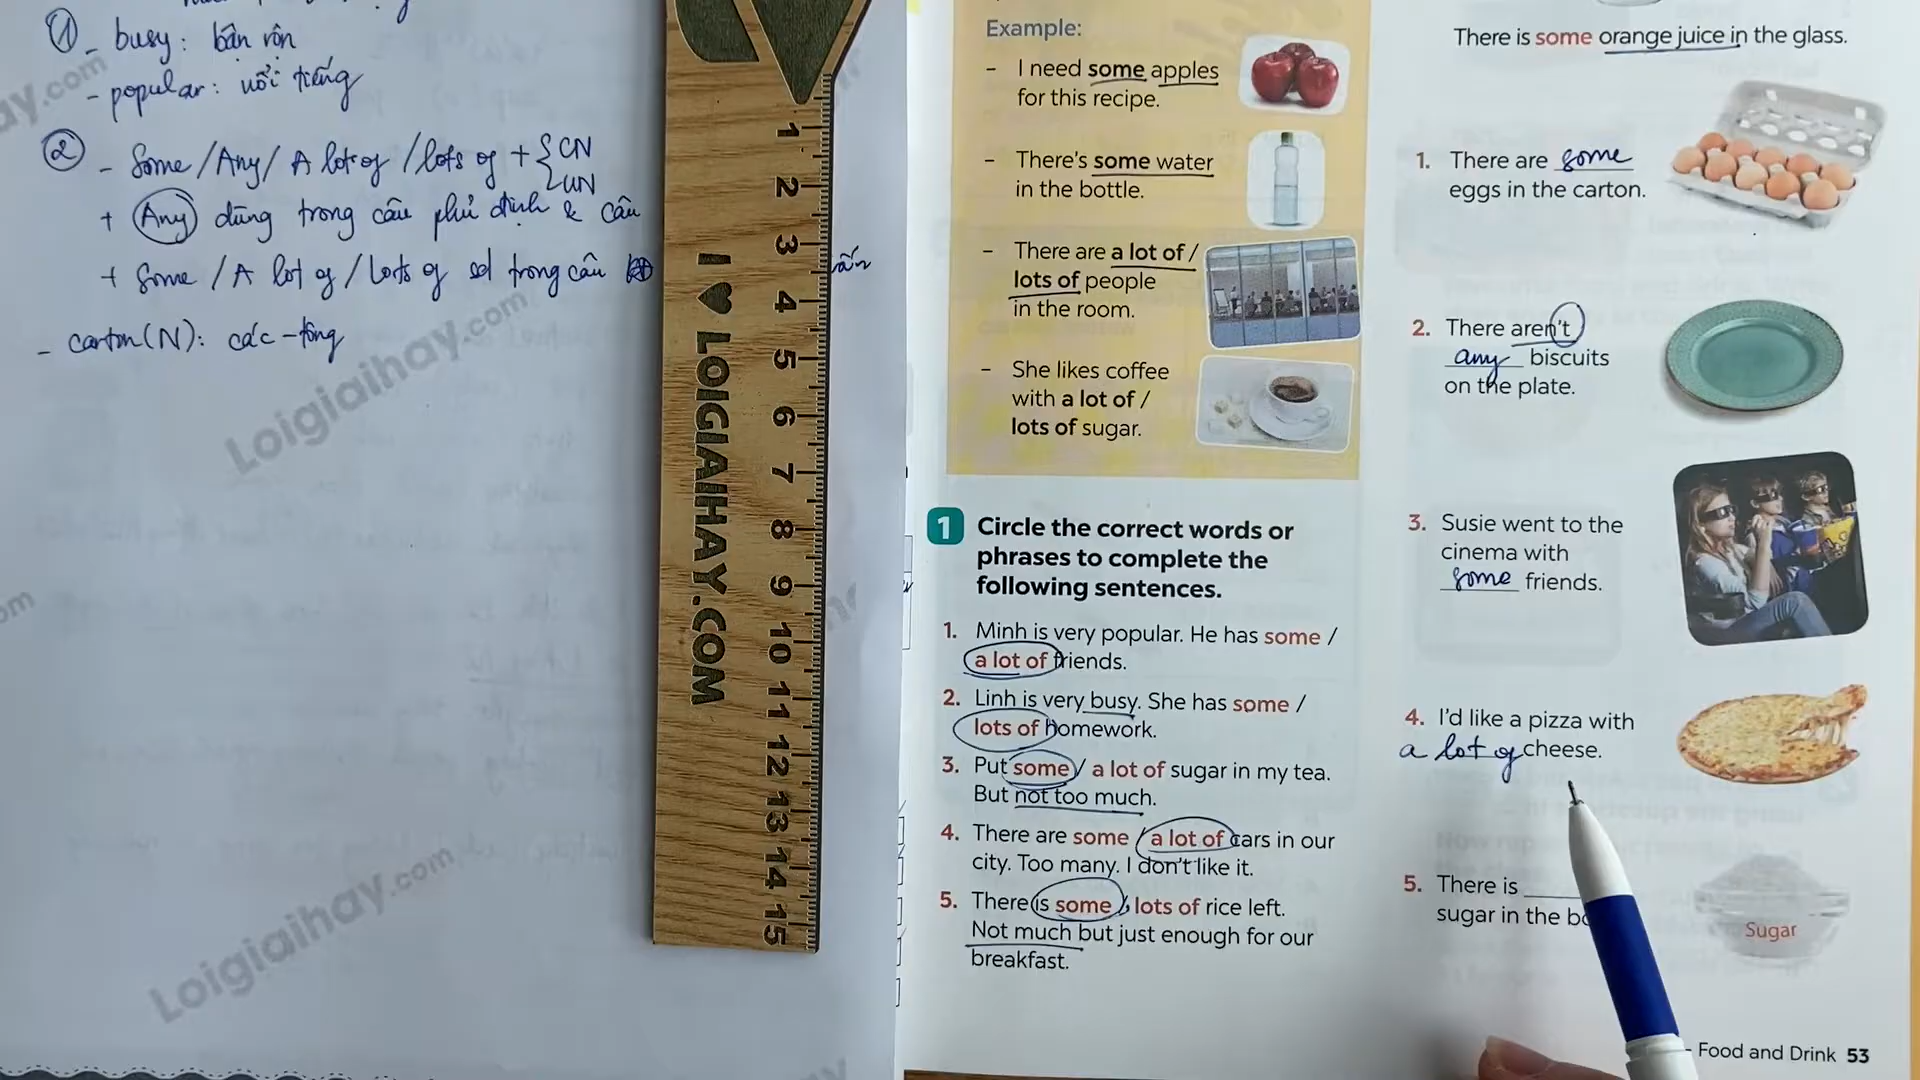 ① - busy: bận rộn
- popular: nổi tiếng
② - Some / Any / A lot of / lots of + { CN
UN
+ Any dùng trong câu phủ định & câu
+ Some / A lot of / Lots of sd trong câu
- carton (N): các-tông
Loigiaihay.com
Loigiaihay.com
I ♥ LOIGIAIHAY.COM
1
2
3
4
5
6
7
8
9
10
11
12
13
14
15
Example:
- I need some apples
for this recipe.
- There's some water
in the bottle.
- There are a lot of /
lots of people
in the room.
- She likes coffee
with a lot of /
lots of sugar.
1 Circle the correct words or
phrases to complete the
following sentences.
1. Minh is very popular. He has some /
a lot of friends.
2. Linh is very busy. She has some /
lots of homework.
3. Put some / a lot of sugar in my tea.
But not too much.
4. There are some / a lot of cars in our
city. Too many. I don't like it.
5. There is some / lots of rice left.
Not much but just enough for our
breakfast.
There is some orange juice in the glass.
1. There are some
eggs in the carton.
2. There aren't
any biscuits
on the plate.
3. Susie went to the
cinema with
some friends.
4. I'd like a pizza with
a lot of cheese.
5. There is ______
sugar in the
Sugar
Food and Drink 53